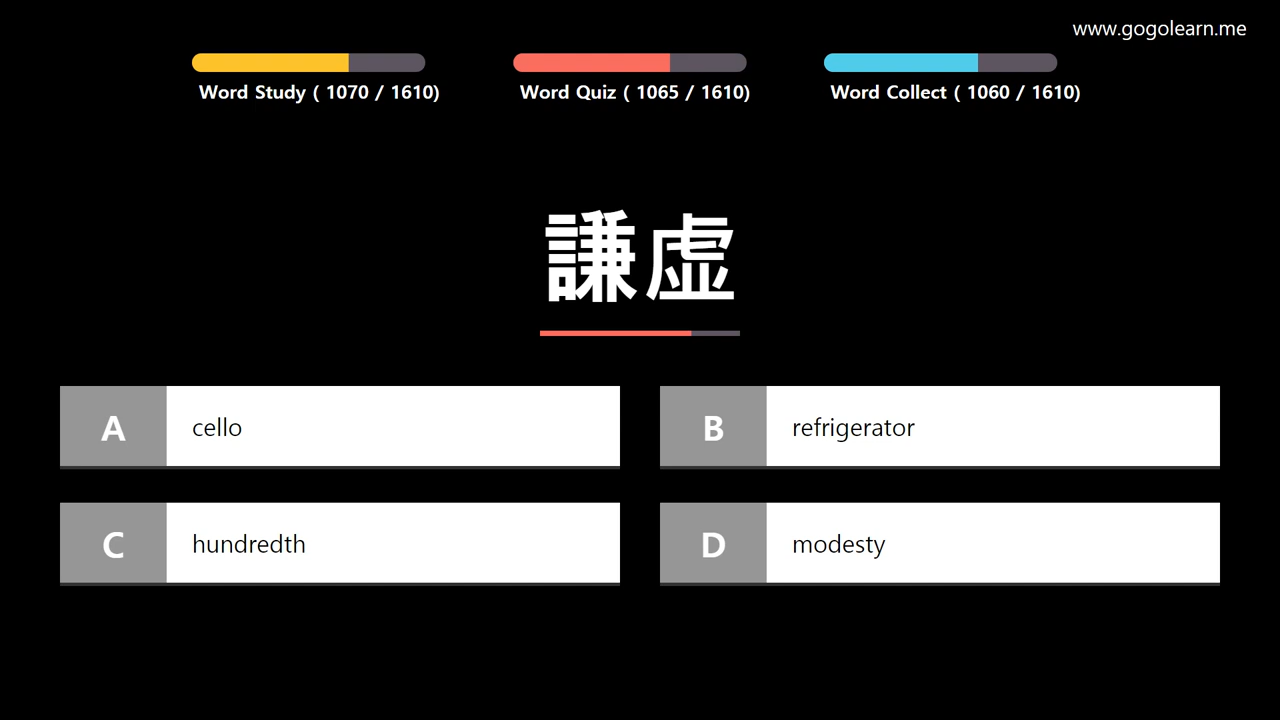 www.gogolearn.me
Word Study ( 1070 / 1610)
Word Quiz ( 1065 / 1610)
Word Collect ( 1060 / 1610)
謙虚
A cello
B refrigerator
C hundredth
D modesty